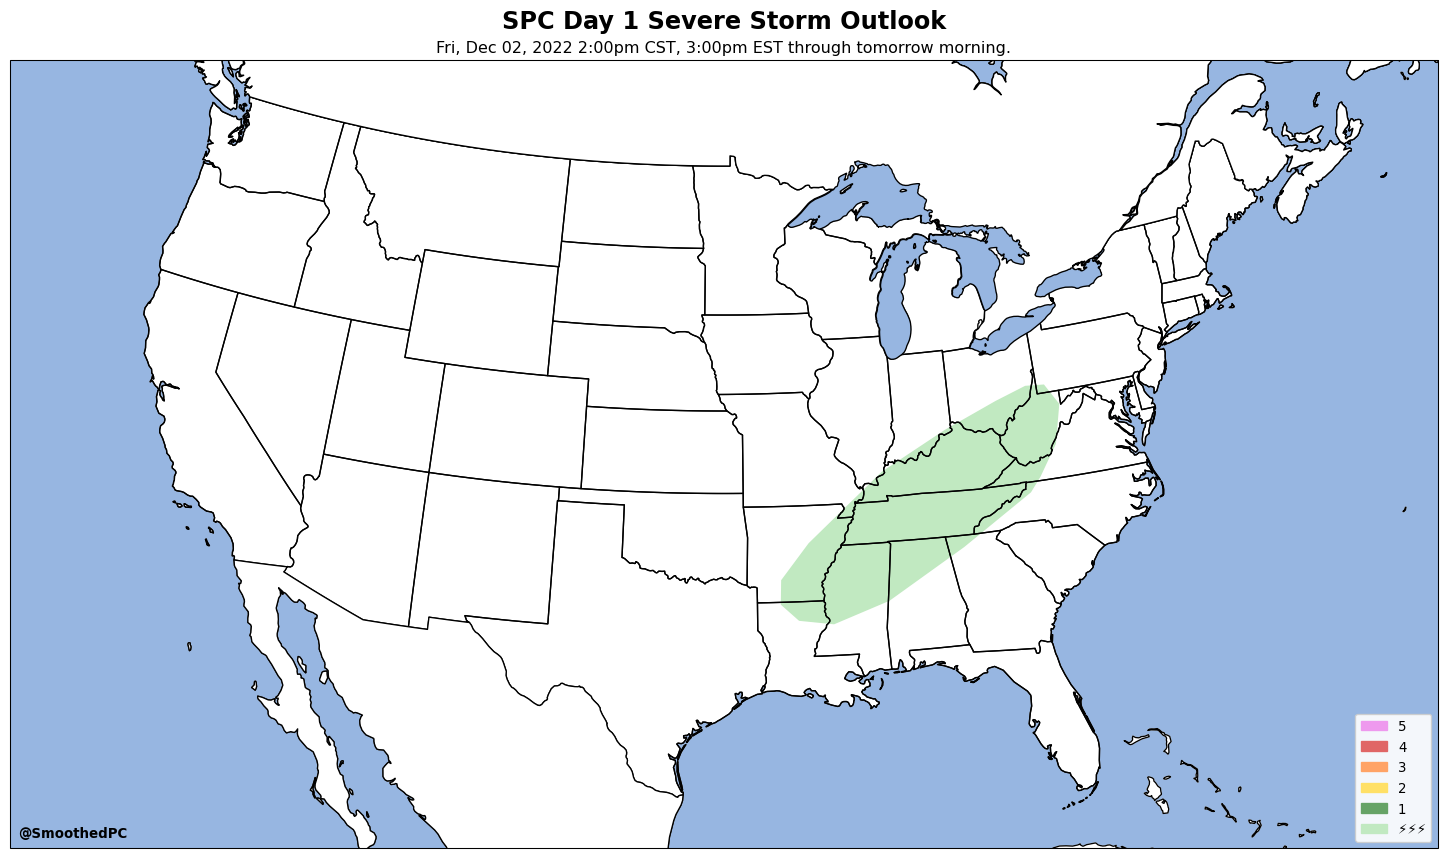 SPC Day 1 Severe Storm Outlook
Fri, Dec 02, 2022 2:00pm CST, 3:00pm EST through tomorrow morning.
5
4
3
2
1
⚡⚡⚡
@SmoothedPC